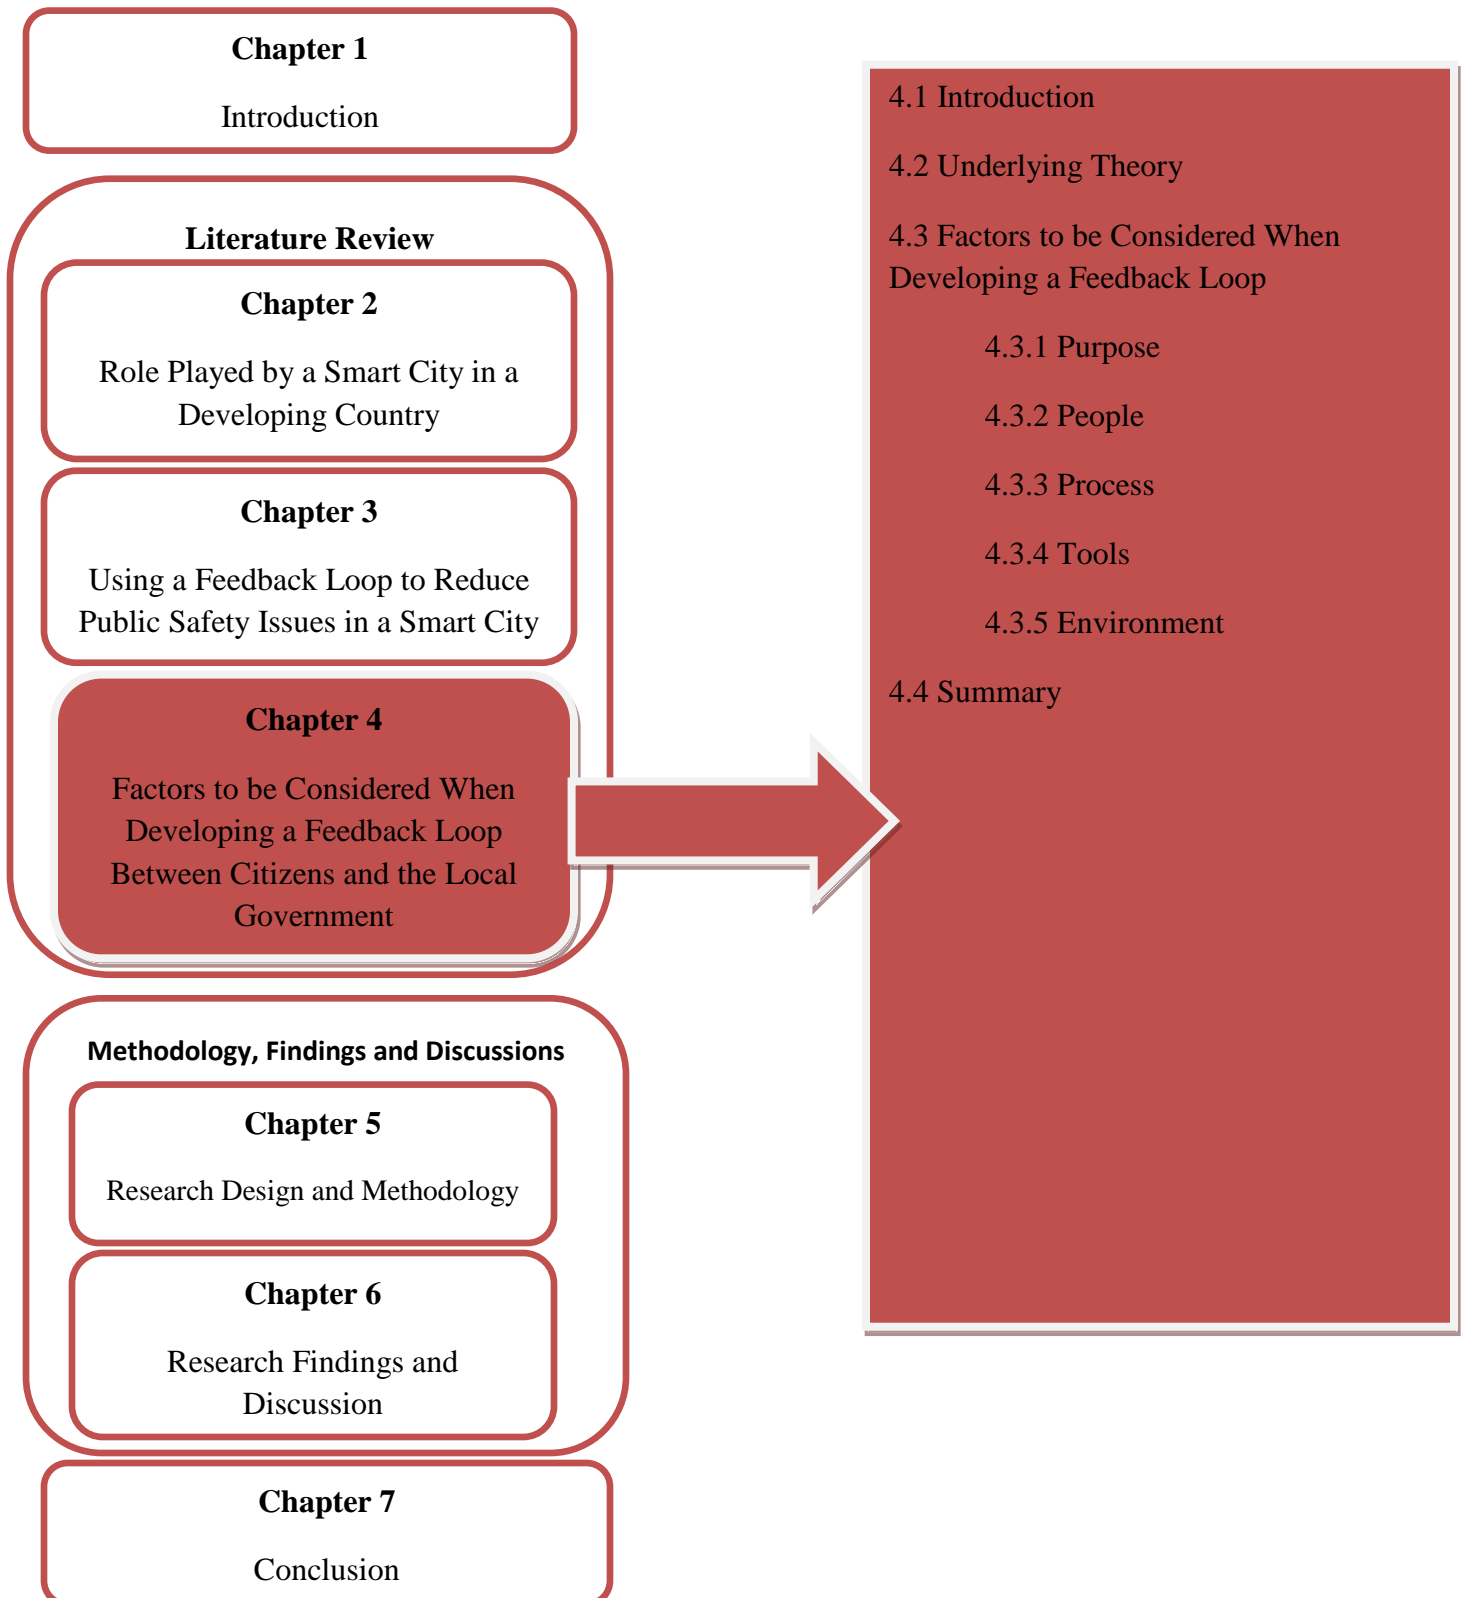 Chapter 1
Introduction
Literature Review
Chapter 2
Role Played by a Smart City in a
Developing Country
Chapter 3
Using a Feedback Loop to Reduce
Public Safety Issues in a Smart City
Chapter 4
Factors to be Considered When
Developing a Feedback Loop
Between Citizens and the Local
Government
Methodology, Findings and Discussions
Chapter 5
Research Design and Methodology
Chapter 6
Research Findings and
Discussion
Chapter 7
Conclusion
4.1 Introduction
4.2 Underlying Theory
4.3 Factors to be Considered When
Developing a Feedback Loop
4.3.1 Purpose
4.3.2 People
4.3.3 Process
4.3.4 Tools
4.3.5 Environment
4.4 Summary